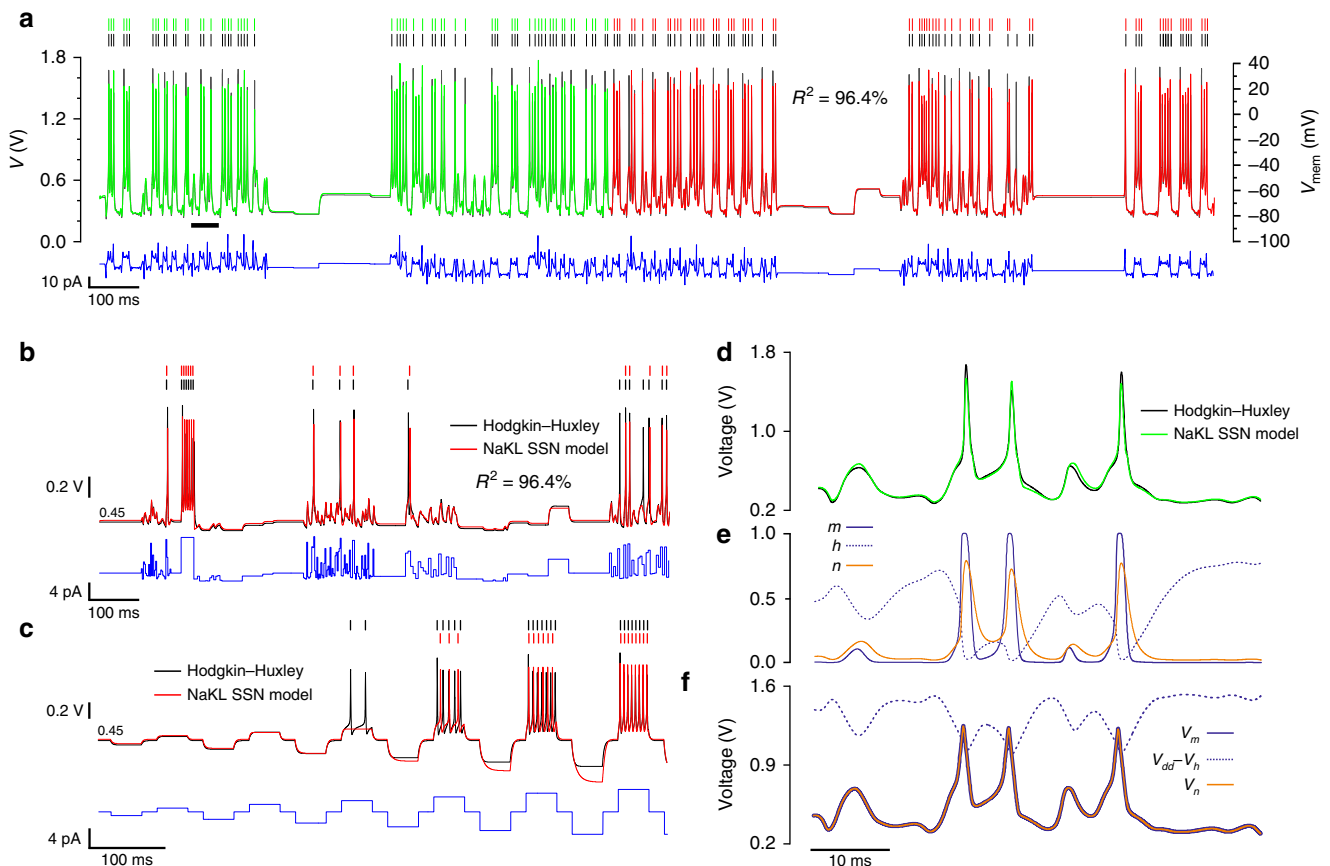 a
1.8
1.2
0.6
0.0
V (V)
R² = 96.4%
40
20
0
−20
−40
−60
−80
−100
V_mem (mV)
10 pA
100 ms
b
Hodgkin–Huxley
NaKL SSN model
R² = 96.4%
0.2 V
0.45
4 pA
100 ms
c
Hodgkin–Huxley
NaKL SSN model
0.2 V
0.45
4 pA
100 ms
d
1.8
1.0
0.2
Voltage (V)
Hodgkin–Huxley
NaKL SSN model
e
m
h
n
1.0
0.5
0.0
f
1.6
0.9
0.2
Voltage (V)
V_m
V_dd–V_h
V_n
10 ms